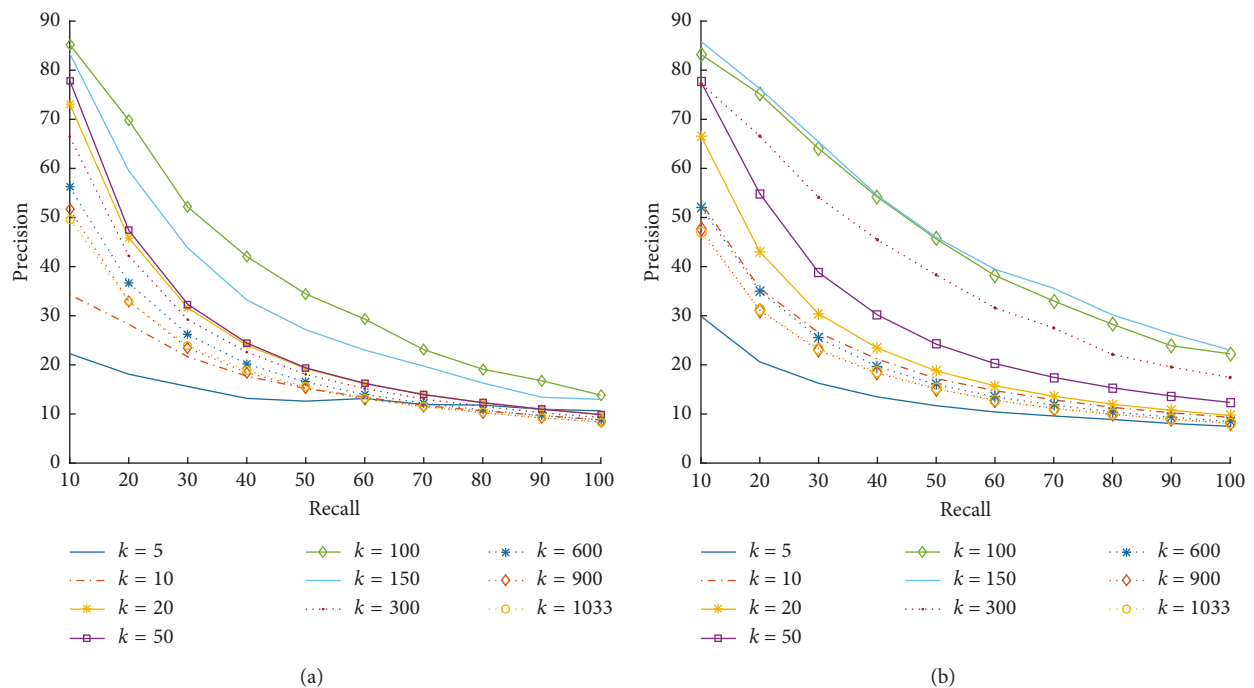 90
80
70
60
50
40
30
20
10
0
Precision
10 20 30 40 50 60 70 80 90 100
Recall
k = 5
k = 10
k = 20
k = 50
k = 100
k = 150
k = 300
k = 600
k = 900
k = 1033
(a)
90
80
70
60
50
40
30
20
10
0
Precision
10 20 30 40 50 60 70 80 90 100
Recall
k = 5
k = 10
k = 20
k = 50
k = 100
k = 150
k = 300
k = 600
k = 900
k = 1033
(b)